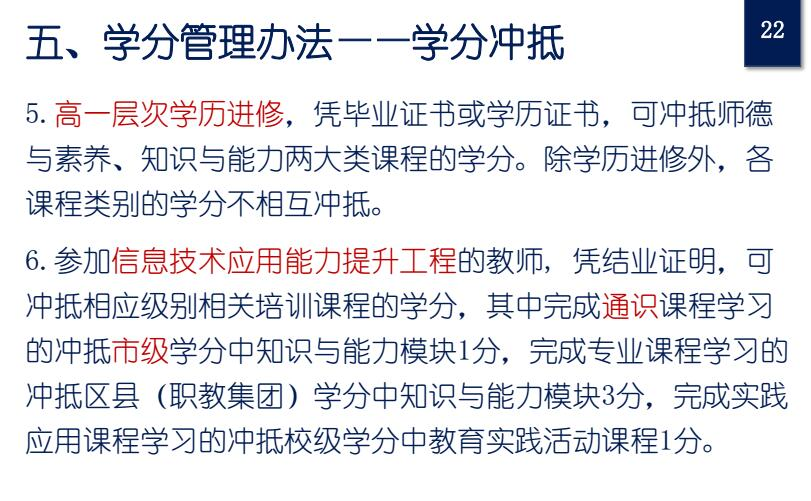 五、学分管理办法——学分冲抵
22
5.高一层次学历进修，凭毕业证书或学历证书，可冲抵师德
与素养、知识与能力两大类课程的学分。除学历进修外，各
课程类别的学分不相互冲抵。
6.参加信息技术应用能力提升工程的教师，凭结业证明，可
冲抵相应级别相关培训课程的学分，其中完成通识课程学习
的冲抵市级学分中知识与能力模块1分，完成专业课程学习的
冲抵区县（职教集团）学分中知识与能力模块3分，完成实践
应用课程学习的冲抵校级学分中教育实践活动课程1分。